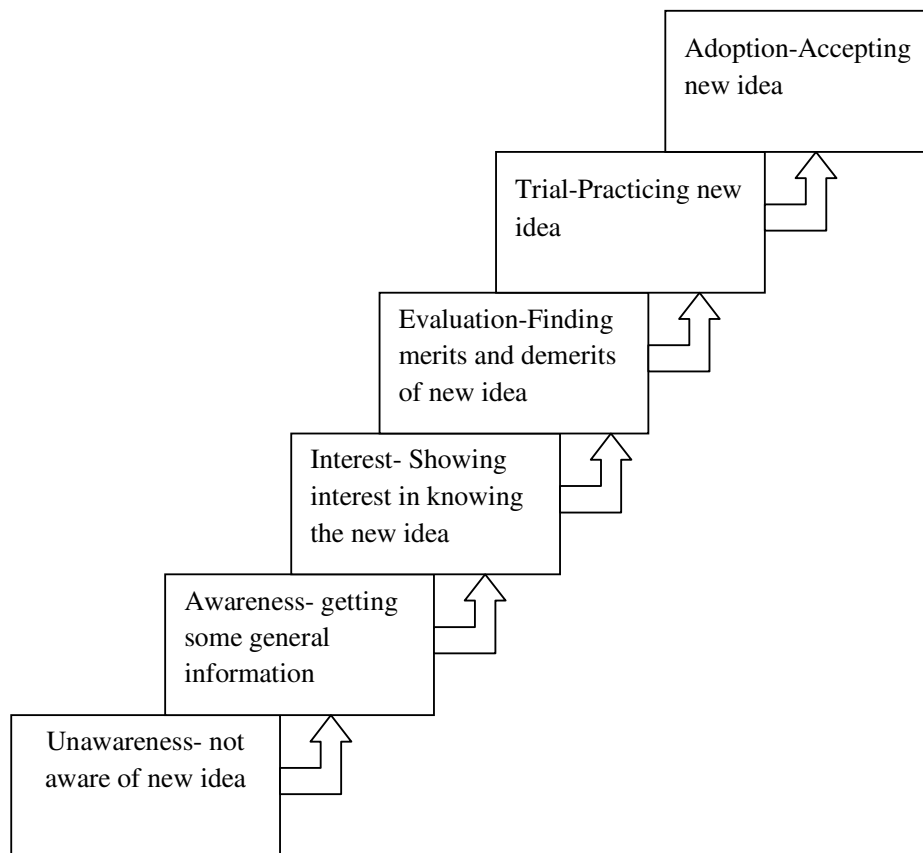 Adoption-Accepting
new idea
Trial-Practicing new
idea
Evaluation-Finding
merits and demerits
of new idea
Interest- Showing
interest in knowing
the new idea
Awareness- getting
some general
information
Unawareness- not
aware of new idea